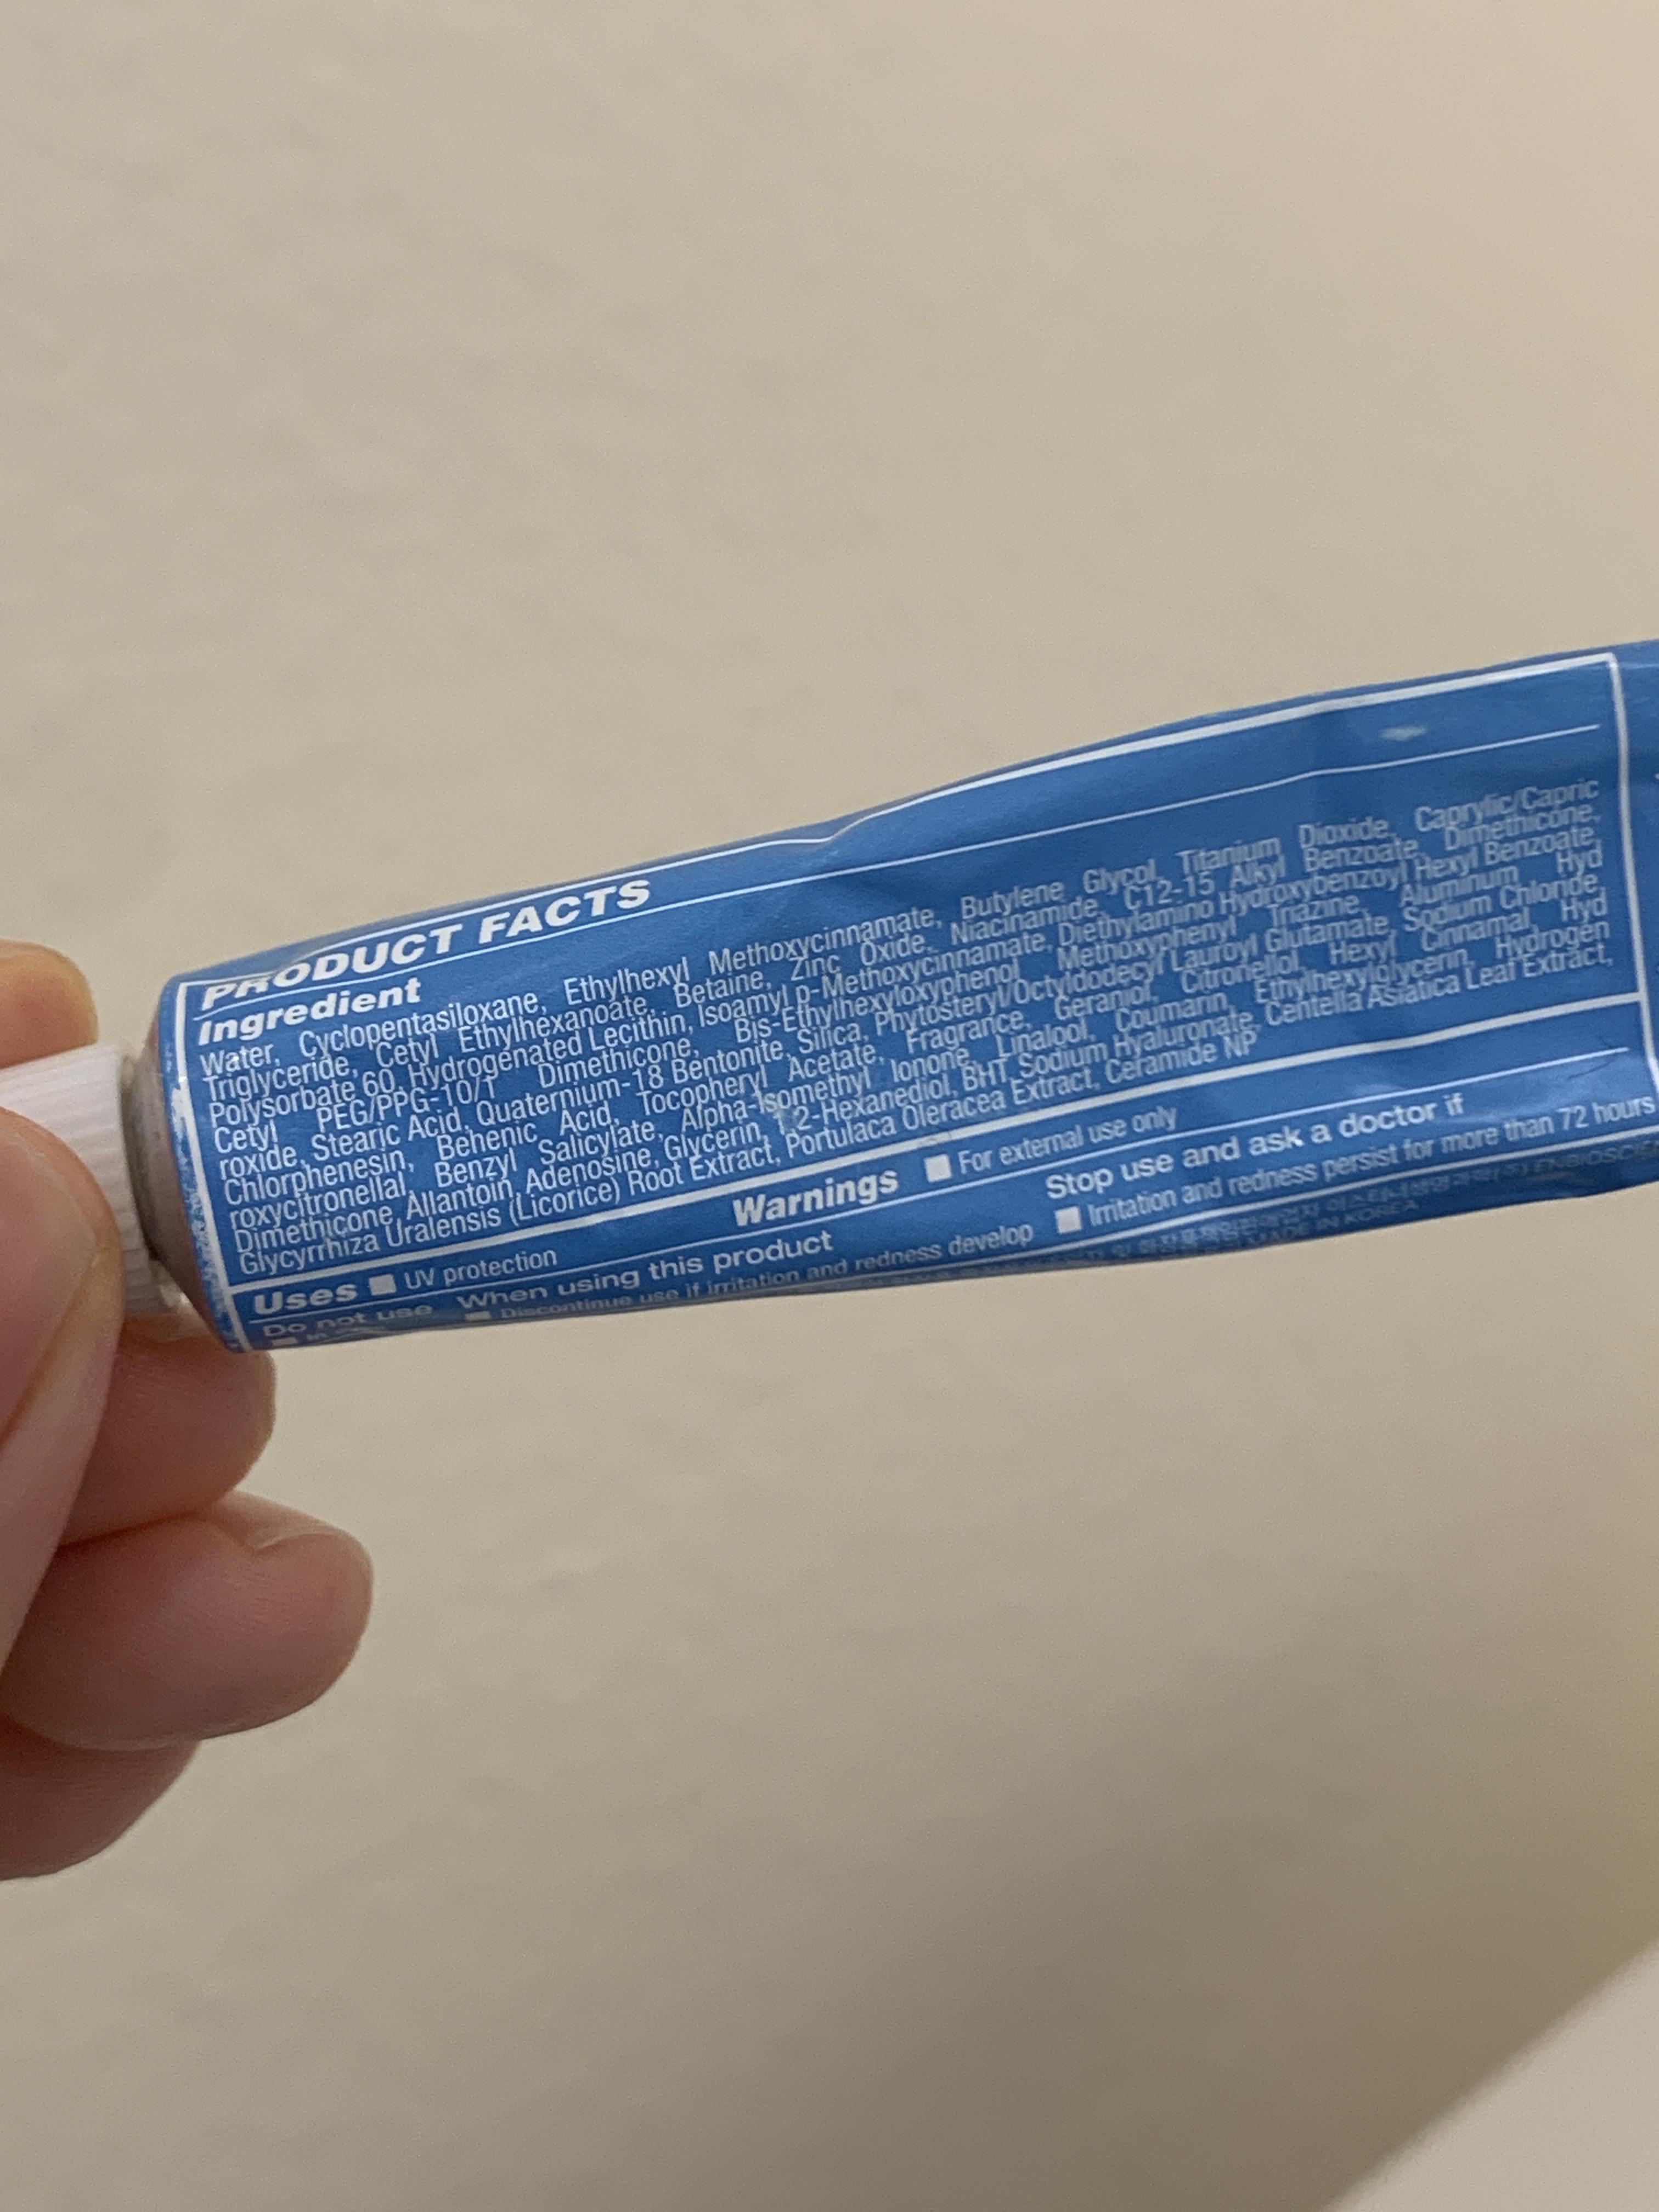 PRODUCT FACTS
Ingredient
Water, Cyclopentasiloxane, Ethylhexyl Methoxycinnamate, Butylene Glycol, Titanium Dioxide, Caprylic/Capric
Triglyceride, Cetyl Ethylhexanoate, Betaine, Zinc Oxide, Niacinamide, C12-15 Alkyl Benzoate, Dimethicone,
Polysorbate 60, Hydrogenated Lecithin, Isoamyl p-Methoxycinnamate, Diethylamino Hydroxybenzoyl Hexyl Benzoate,
Cetyl PEG/PPG-10/1 Dimethicone, Bis-Ethylhexyloxyphenol Methoxyphenyl Triazine, Aluminum Hyd
roxide, Stearic Acid, Quaternium-18 Bentonite, Silica, Phytosteryl/Octyldodecyl Lauroyl Glutamate, Sodium Chloride,
Chlorphenesin, Behenic Acid, Tocopheryl Acetate, Fragrance, Geraniol, Citronellol, Hexyl Cinnamal, Hyd
roxycitronellal, Benzyl Salicylate, Alpha-Isomethyl Ionone, Linalool, Coumarin, Ethylhexylglycerin, Hydrogen
Dimethicone, Allantoin, Adenosine, Glycerin, 1,2-Hexanediol, BHT, Sodium Hyaluronate, Centella Asiatica Leaf Extract,
Glycyrrhiza Uralensis (Licorice) Root Extract, Portulaca Oleracea Extract, Ceramide NP
Uses ■ UV protection
Warnings ■ For external use only
Do not use
When using this product
■ Discontinue use if irritation and redness develop
Stop use and ask a doctor if
■ Irritation and redness persist for more than 72 hours
MADE IN KOREA